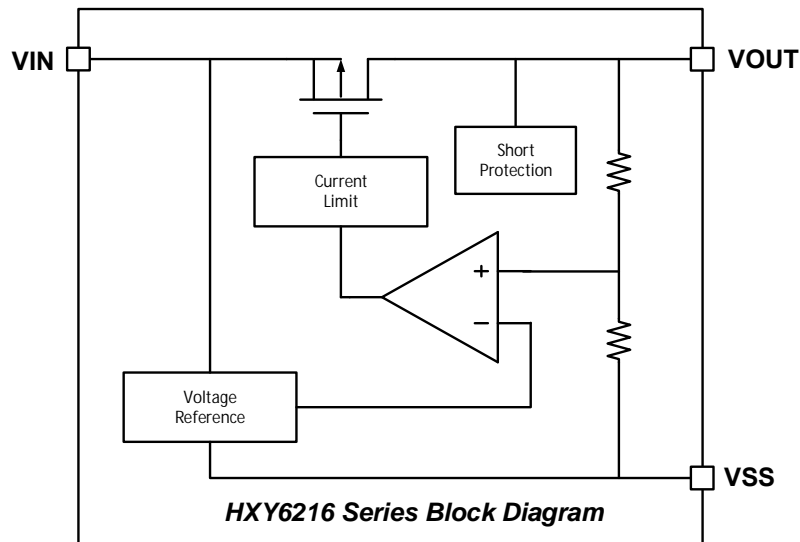 VIN
VOUT
Short
Protection
Current
Limit
+
−
Voltage
Reference
VSS
HXY6216 Series Block Diagram